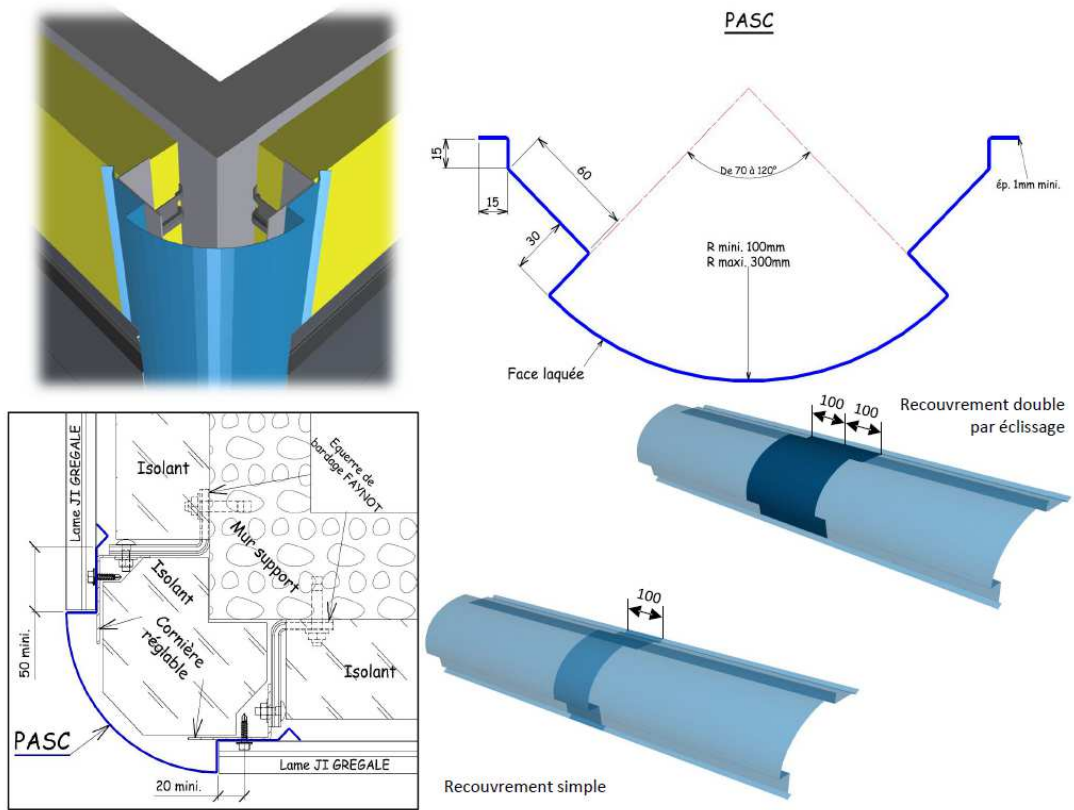 PASC
15
15
60
30
De 70 à 120°
ép. 1mm mini.
R mini. 100mm
R maxi. 300mm
Face laquée
100
100
Recouvrement double
par éclissage
Lame JI GREGALE
Isolant
Equerre de
bardage FAYNOT
Mur support
Isolant
Cornière
réglable
Isolant
50 mini.
PASC
20 mini.
Lame JI GREGALE
100
Recouvrement simple